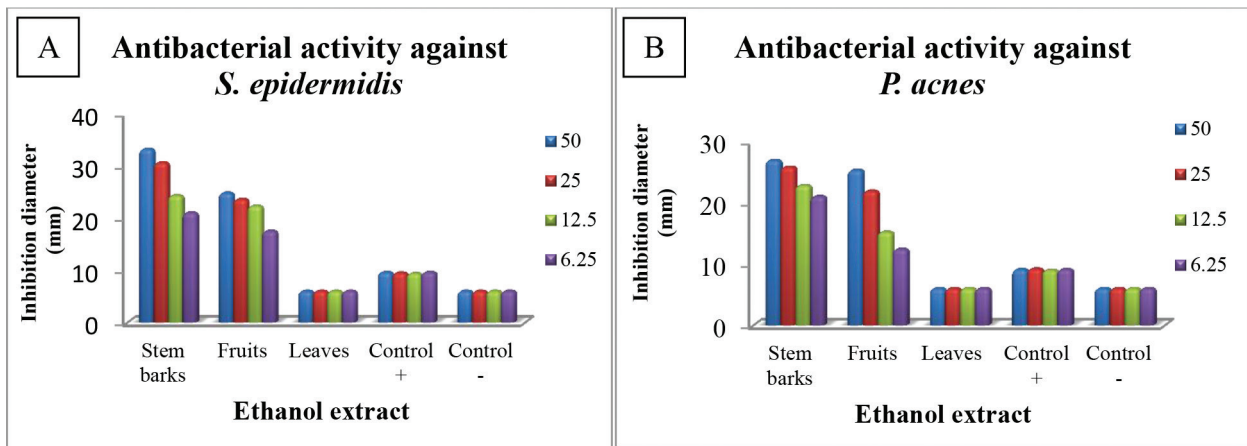 A
Antibacterial activity against
S. epidermidis
Inhibition diameter
(mm)
40
30
20
10
0
50
25
12.5
6.25
Stem
barks
Fruits
Leaves
Control
+
Control
-
Ethanol extract
B
Antibacterial activity against
P. acnes
Inhibition diameter
(mm)
30
20
10
0
50
25
12.5
6.25
Stem
barks
Fruits
Leaves
Control
+
Control
-
Ethanol extract